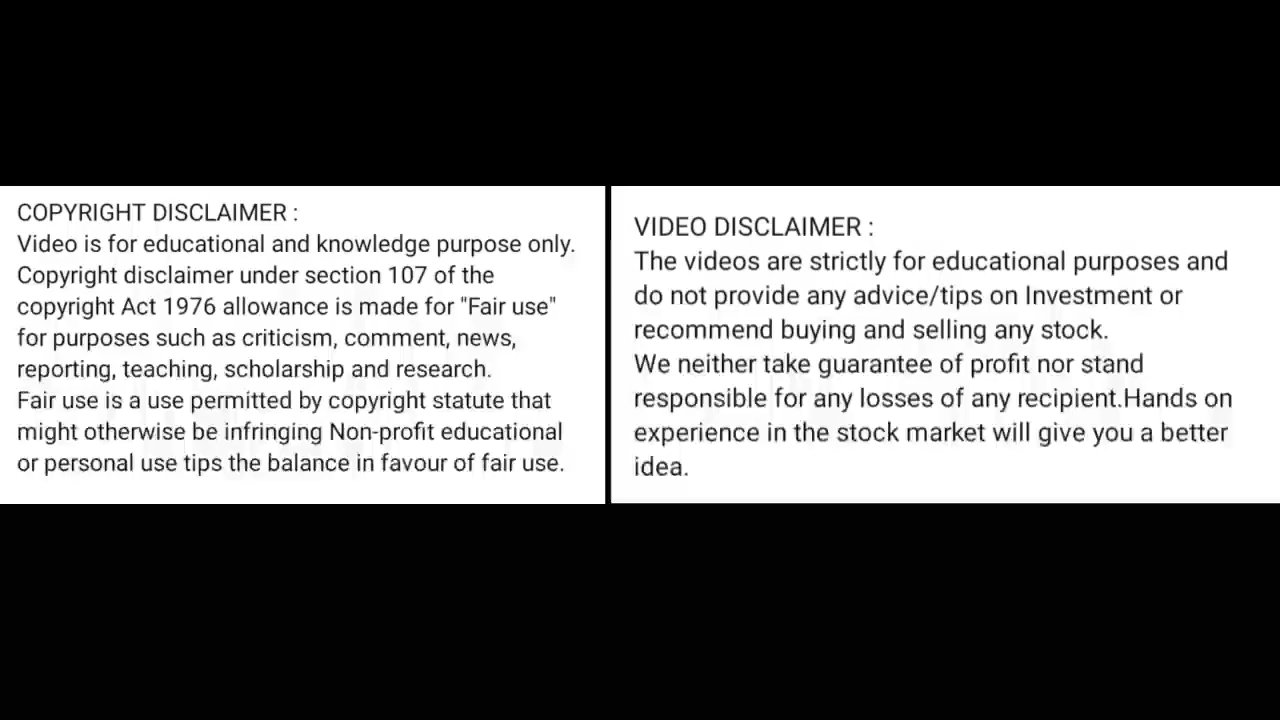 COPYRIGHT DISCLAIMER :
Video is for educational and knowledge purpose only.
Copyright disclaimer under section 107 of the
copyright Act 1976 allowance is made for "Fair use"
for purposes such as criticism, comment, news,
reporting, teaching, scholarship and research.
Fair use is a use permitted by copyright statute that
might otherwise be infringing Non-profit educational
or personal use tips the balance in favour of fair use.
VIDEO DISCLAIMER :
The videos are strictly for educational purposes and
do not provide any advice/tips on Investment or
recommend buying and selling any stock.
We neither take guarantee of profit nor stand
responsible for any losses of any recipient.Hands on
experience in the stock market will give you a better
idea.